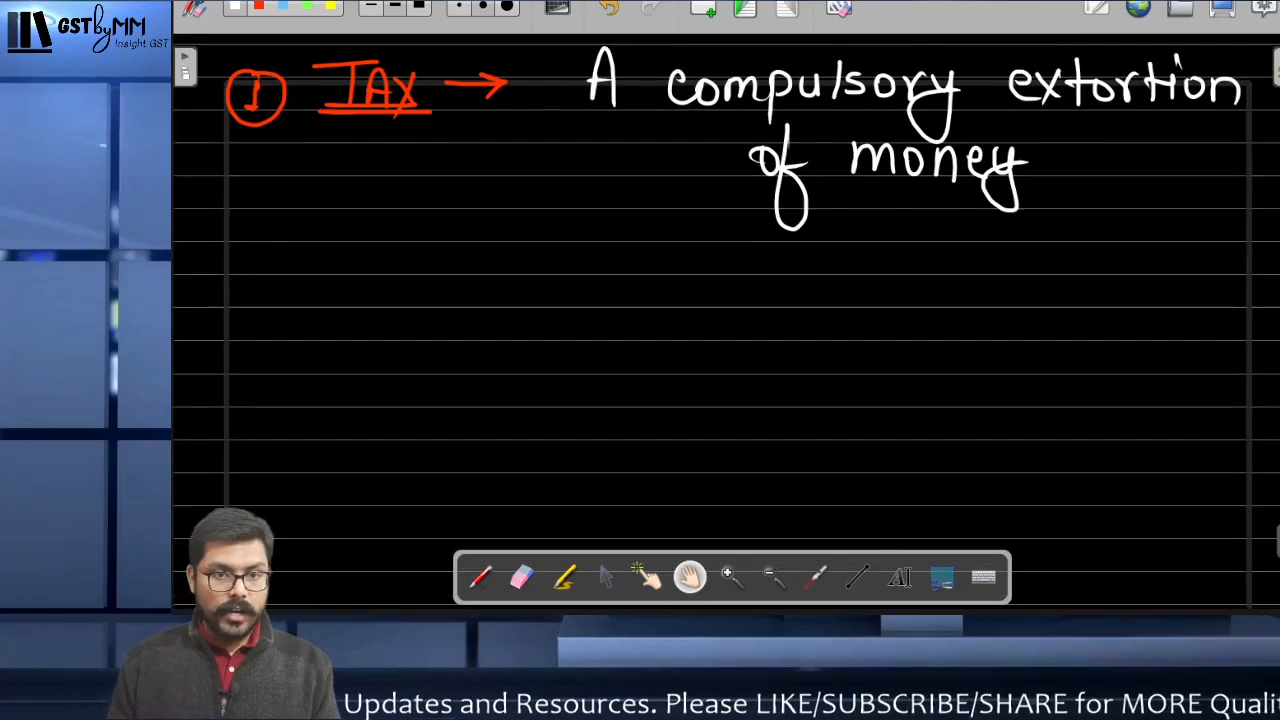 GSTbyMM
Insight GST
1 TAX → A compulsory extortion
of money
AI
Updates and Resources. Please LIKE/SUBSCRIBE/SHARE for MORE Quali